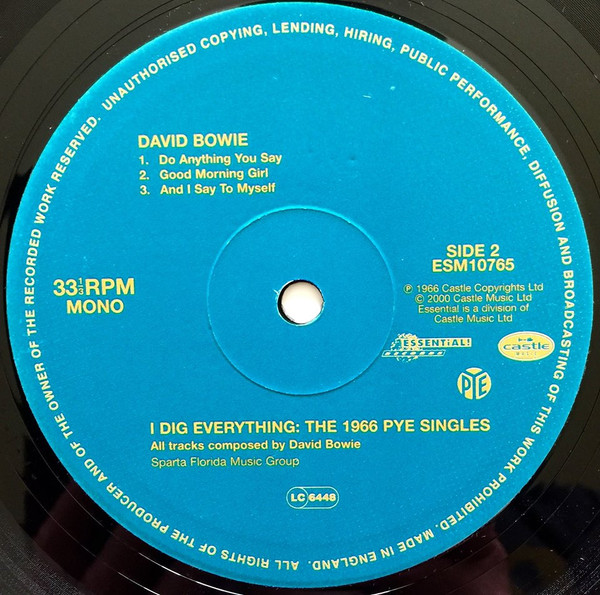 UNAUTHORISED COPYING, LENDING, HIRING, PUBLIC PERFORMANCE, DIFFUSION AND BROADCASTING OF THIS WORK PROHIBITED. MADE IN ENGLAND. ALL RIGHTS OF THE PRODUCER AND OF THE OWNER OF THE RECORDED WORK RESERVED.
DAVID BOWIE
1. Do Anything You Say
2. Good Morning Girl
3. And I Say To Myself
33 1/3 RPM
MONO
SIDE 2
ESM10765
℗ 1966 Castle Copyrights Ltd
© 2000 Castle Music Ltd
Essential is a division of
Castle Music Ltd
ESSENTIAL!
RECORDS
castle
MUSIC
PYE
I DIG EVERYTHING: THE 1966 PYE SINGLES
All tracks composed by David Bowie
Sparta Florida Music Group
LC 6448